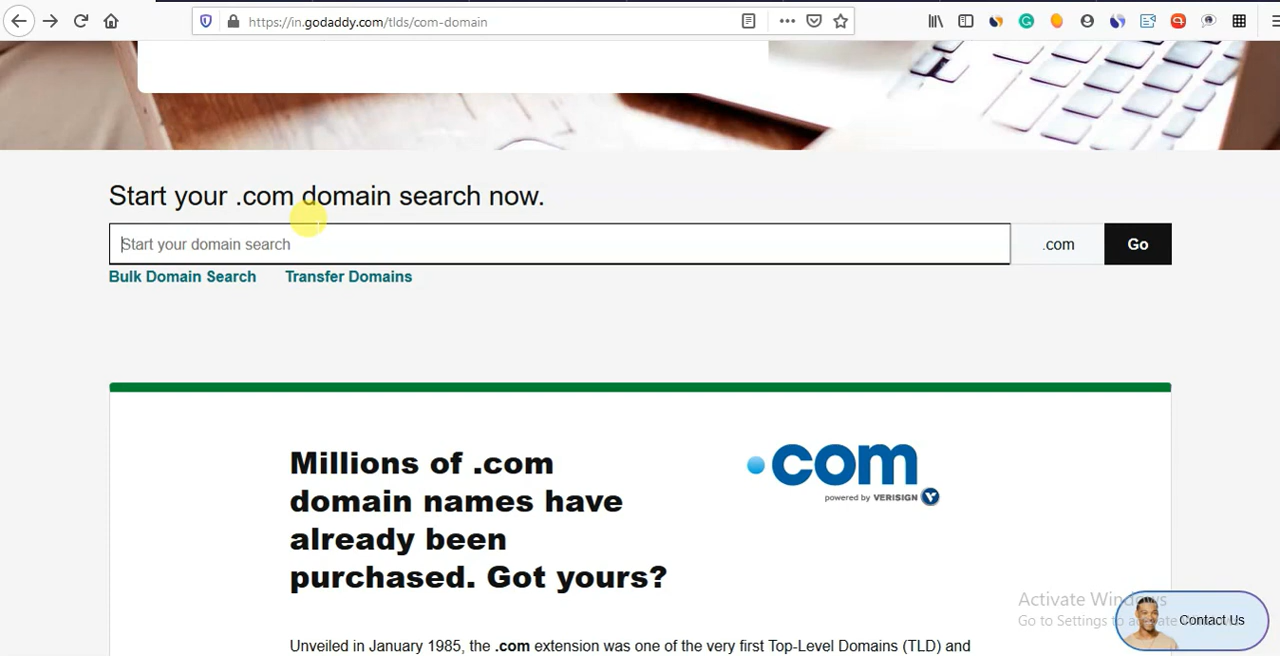 https://in.godaddy.com/tlds/com-domain
Start your .com domain search now.
Start your domain search
.com
Go
Bulk Domain Search
Transfer Domains
Millions of .com
domain names have
already been
purchased. Got yours?
.com
powered by VERISIGN
Unveiled in January 1985, the .com extension was one of the very first Top-Level Domains (TLD) and
Activate Windows
Go to Settings to activate
Contact Us